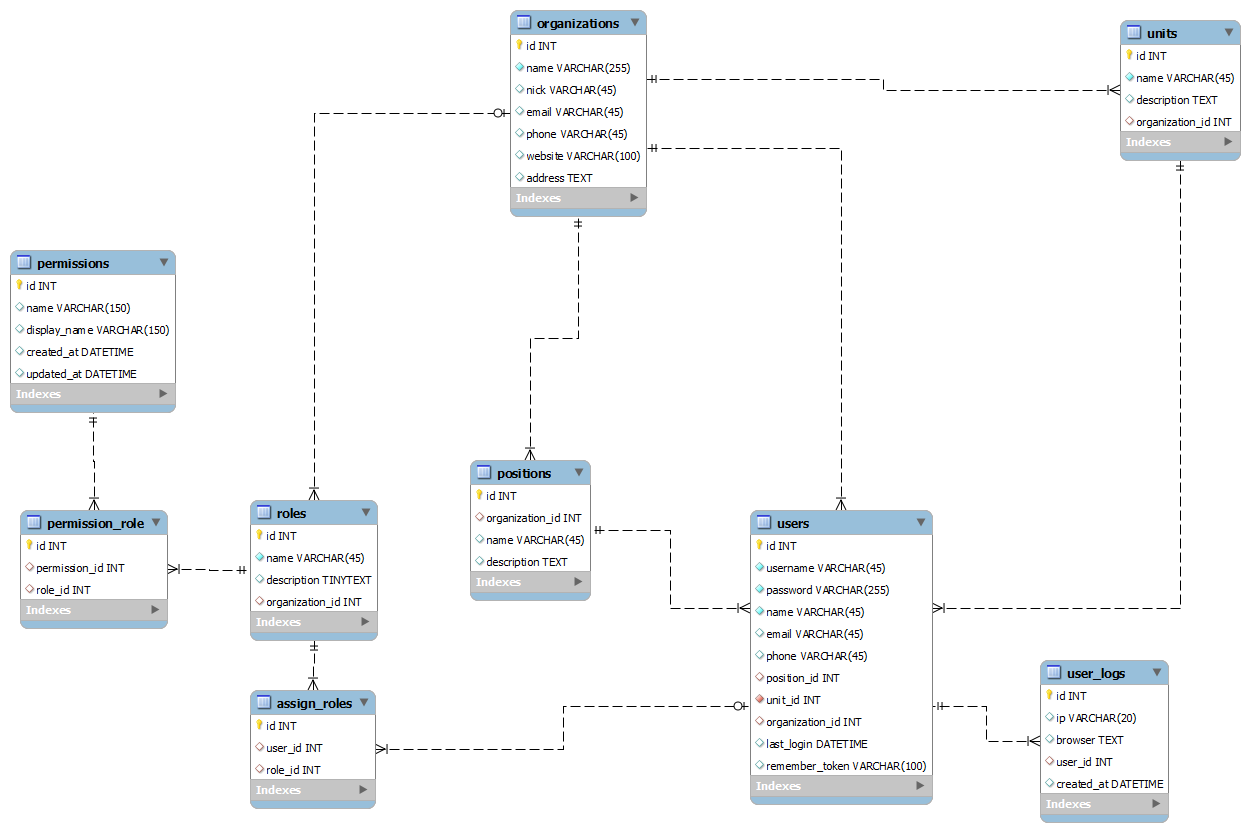 organizations
id INT
name VARCHAR(255)
nick VARCHAR(45)
email VARCHAR(45)
phone VARCHAR(45)
website VARCHAR(100)
address TEXT
Indexes
units
id INT
name VARCHAR(45)
description TEXT
organization_id INT
Indexes
permissions
id INT
name VARCHAR(150)
display_name VARCHAR(150)
created_at DATETIME
updated_at DATETIME
Indexes
permission_role
id INT
permission_id INT
role_id INT
Indexes
roles
id INT
name VARCHAR(45)
description TINYTEXT
organization_id INT
Indexes
positions
id INT
organization_id INT
name VARCHAR(45)
description TEXT
Indexes
users
id INT
username VARCHAR(45)
password VARCHAR(255)
name VARCHAR(45)
email VARCHAR(45)
phone VARCHAR(45)
position_id INT
unit_id INT
organization_id INT
last_login DATETIME
remember_token VARCHAR(100)
Indexes
assign_roles
id INT
user_id INT
role_id INT
Indexes
user_logs
id INT
ip VARCHAR(20)
browser TEXT
user_id INT
created_at DATETIME
Indexes